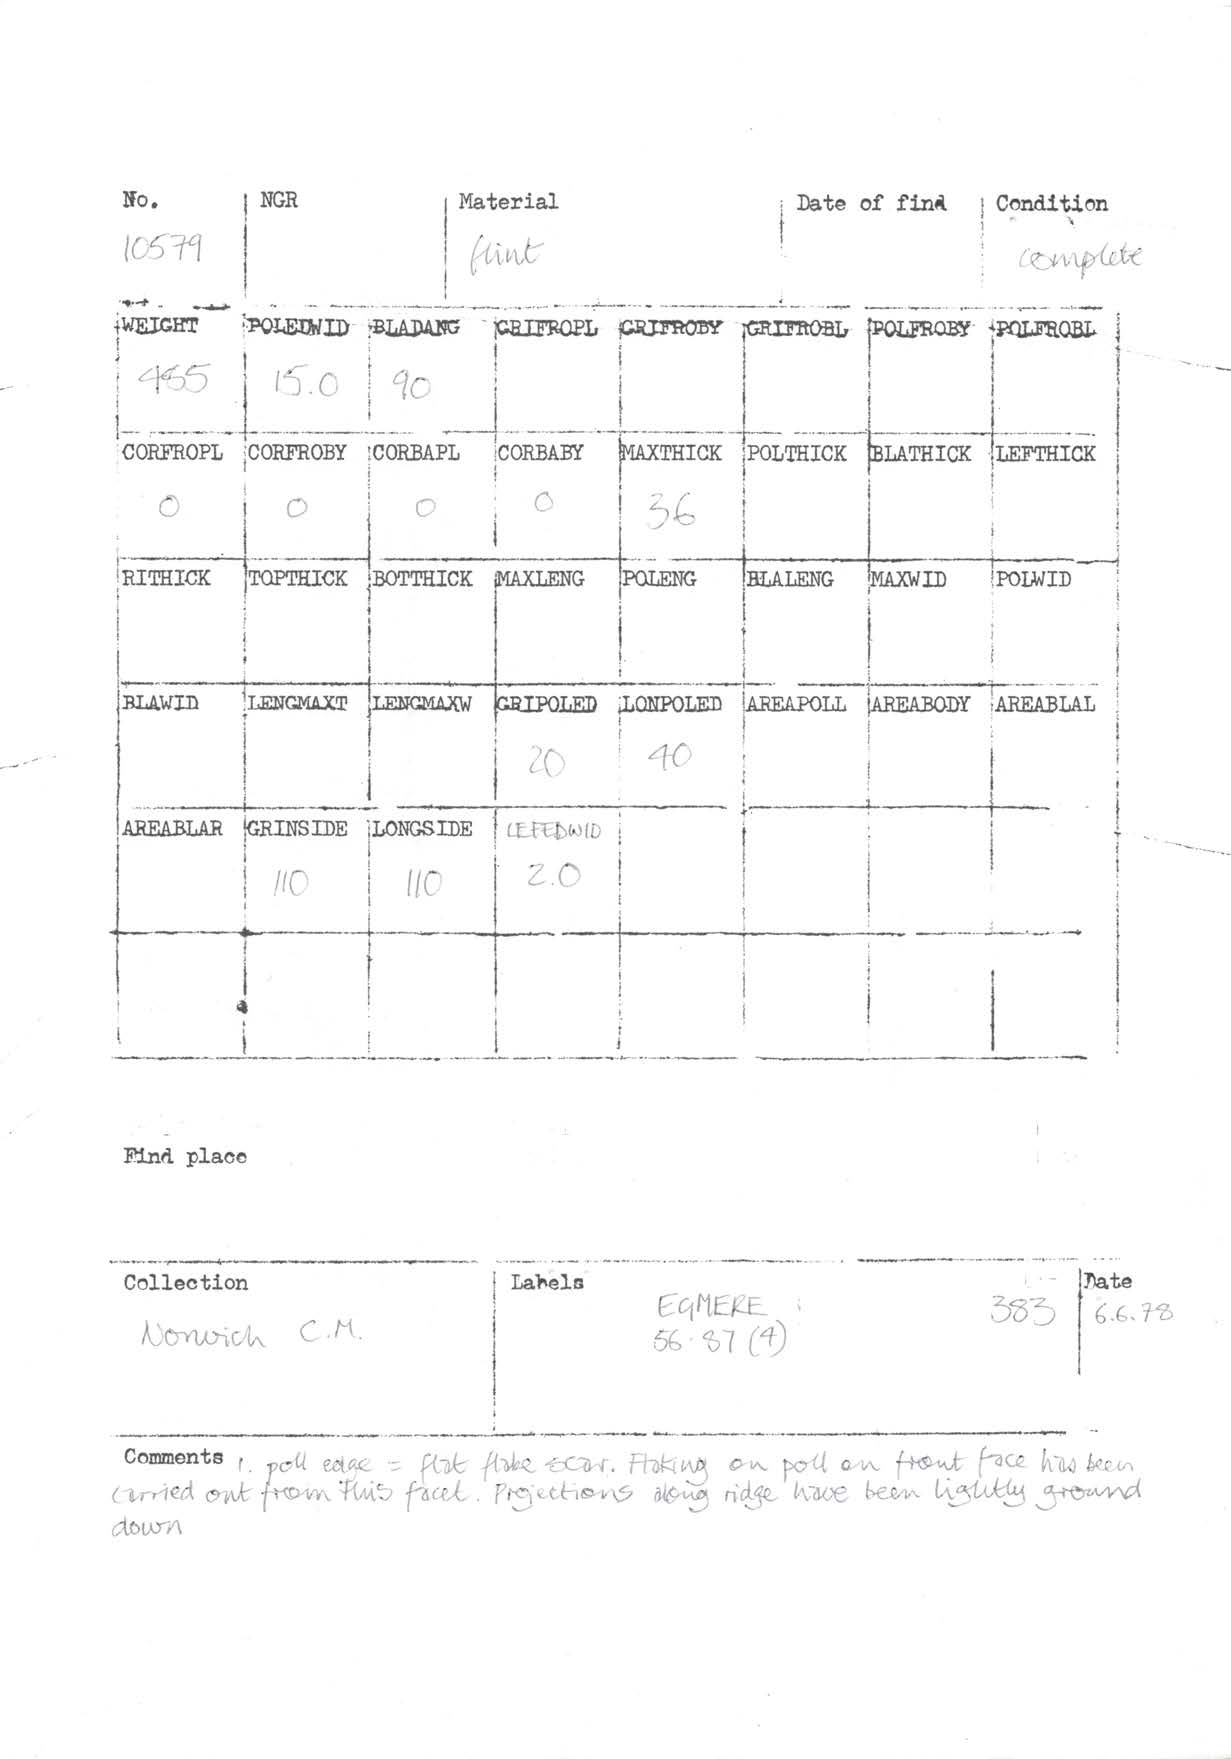 No. NGR Material Date of find Condition
10579 flint complete
WEIGHT POLEDWID BLADANG GRIFROPL GRIFROBY GRIFROBL POLFROBY POLFROBL
455 15.0 90
CORFROPL CORFROBY CORBAPL CORBABY MAXTHICK POLTHICK BLATHICK LEFTHICK
0 0 0 0 36
RITHICK TOPTHICK BOTTHICK MAXLENG POLENG BLALENG MAXWID POLWID
BLAWID LENGMAXT LENGMAXW GRIPOLED LONPOLED AREAPOLL AREABODY AREABLAL
20 40
AREABLAR GRINSIDE LONGSIDE LEFEDWID
110 110 2.0
Find place
Collection Labels Date
Norwich C.M. EGMERE 383 6.6.78
56.87 (4)
Comments 1. poll edge = flat flake scar. Flaking on poll on front face has been
carried out from this facet. Projections along ridge have been lightly ground
down